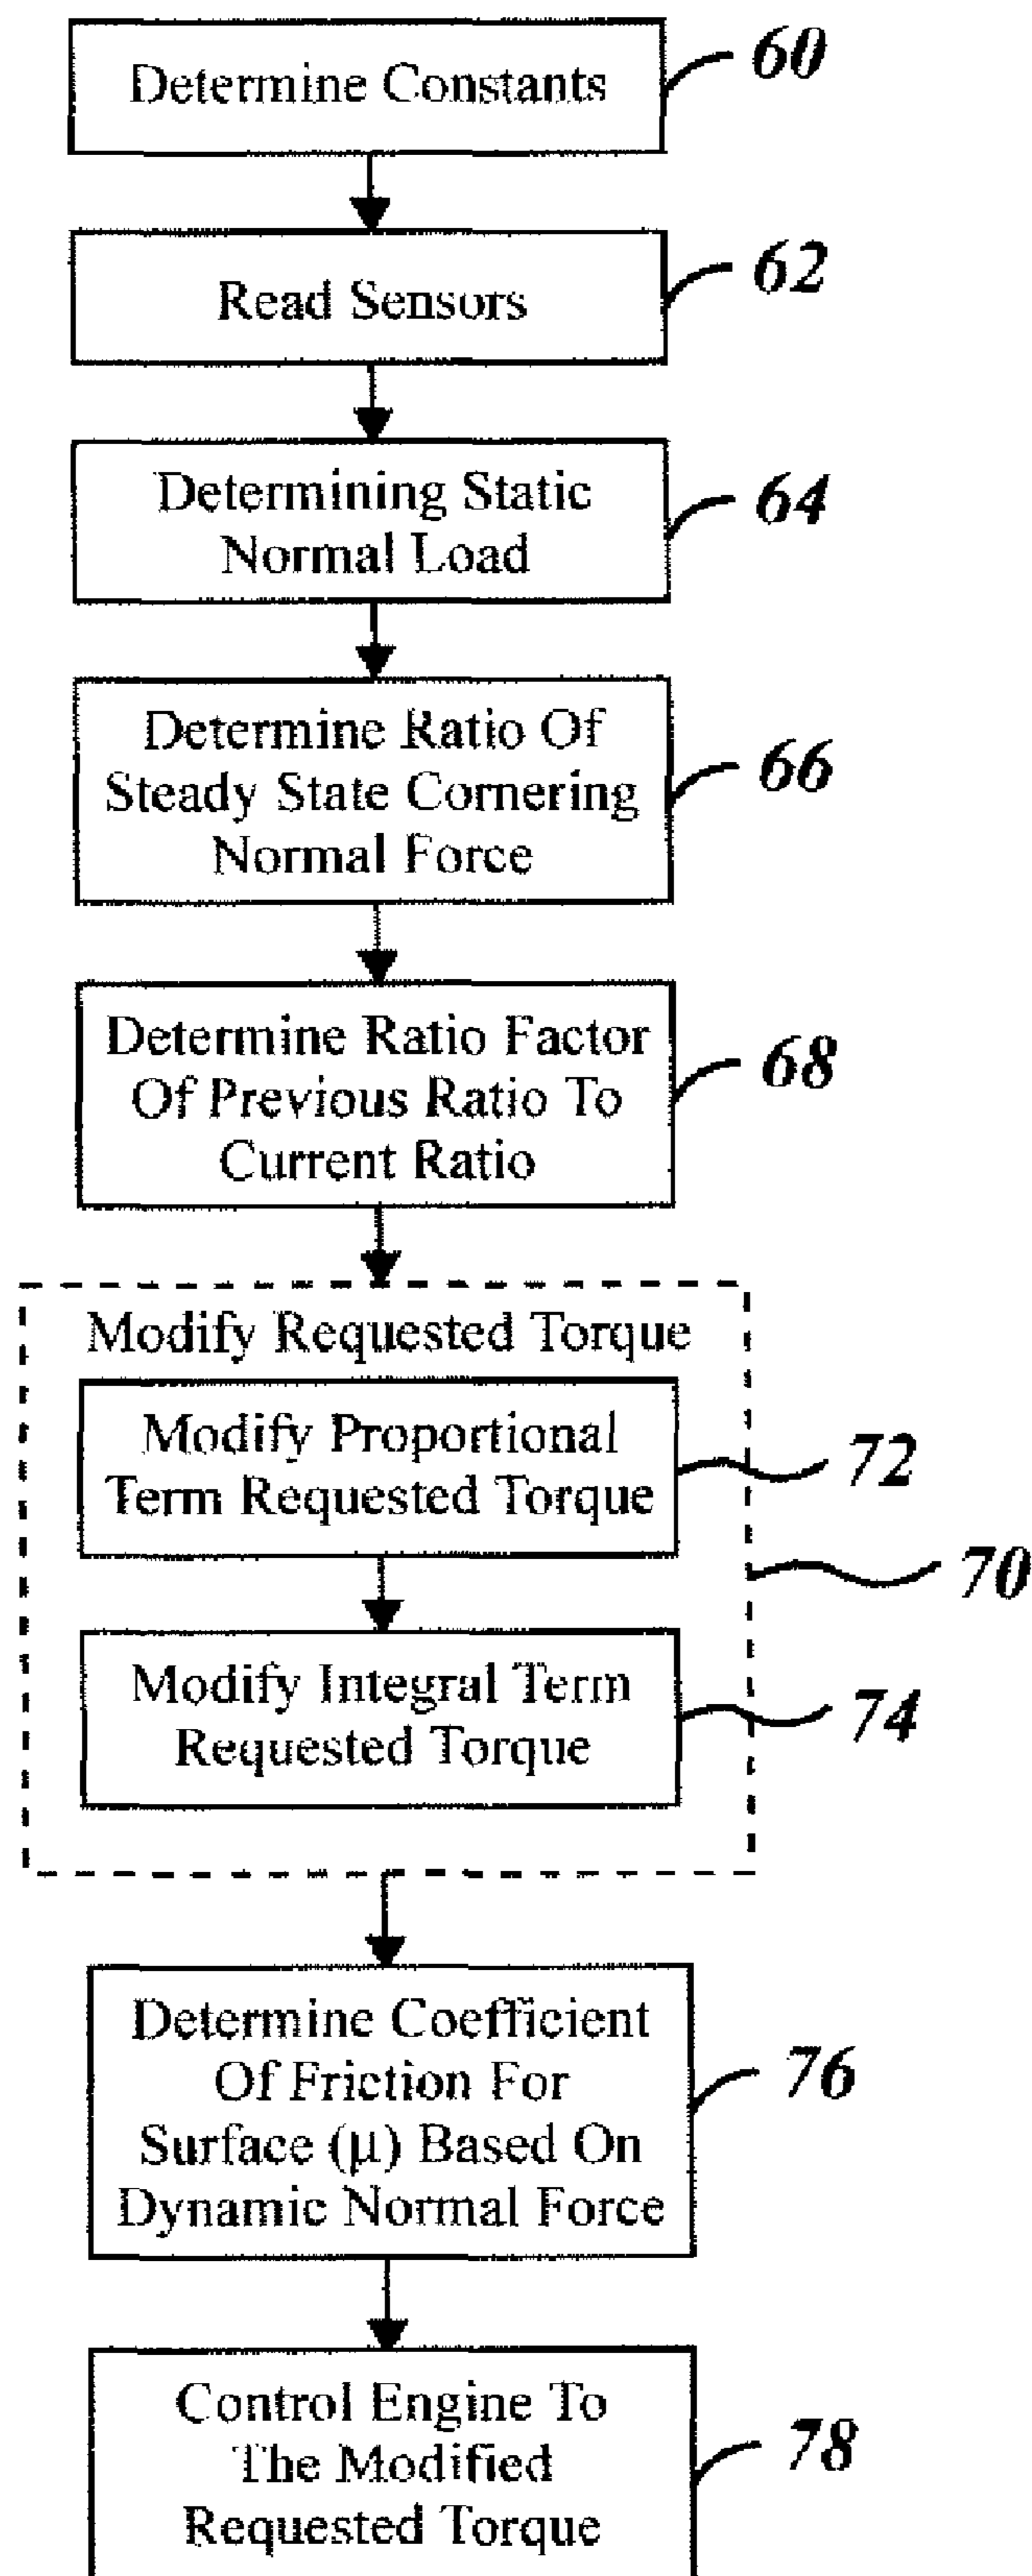 Determine Constants
60
Read Sensors
62
Determining Static
Normal Load
64
Determine Ratio Of
Steady State Cornering
Normal Force
66
Determine Ratio Factor
Of Previous Ratio To
Current Ratio
68
Modify Requested Torque
Modify Proportional
Term Requested Torque
72
70
Modify Integral Term
Requested Torque
74
Determine Coefficient
Of Friction For
Surface (µ) Based On
Dynamic Normal Force
76
Control Engine To
The Modified
Requested Torque
78